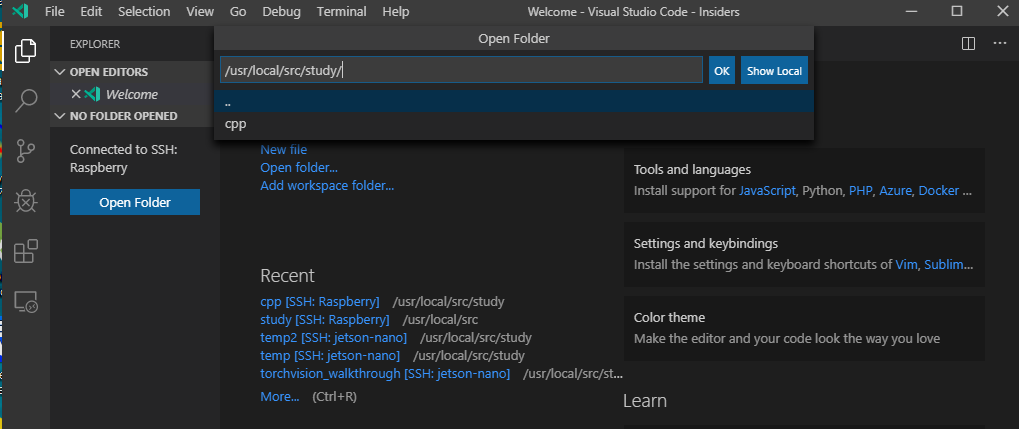 File Edit Selection View Go Debug Terminal Help Welcome - Visual Studio Code - Insiders
Open Folder
/usr/local/src/study/
OK
Show Local
..
cpp
EXPLORER
OPEN EDITORS
Welcome
NO FOLDER OPENED
Connected to SSH:
Raspberry
Open Folder
New file
Open folder...
Add workspace folder...
Recent
cpp [SSH: Raspberry] /usr/local/src/study
study [SSH: Raspberry] /usr/local/src
temp2 [SSH: jetson-nano] /usr/local/src/study
temp [SSH: jetson-nano] /usr/local/src/study
torchvision_walkthrough [SSH: jetson-nano] /usr/local/src/st...
More... (Ctrl+R)
Tools and languages
Install support for JavaScript, Python, PHP, Azure, Docker ...
Settings and keybindings
Install the settings and keyboard shortcuts of Vim, Sublim...
Color theme
Make the editor and your code look the way you love
Learn